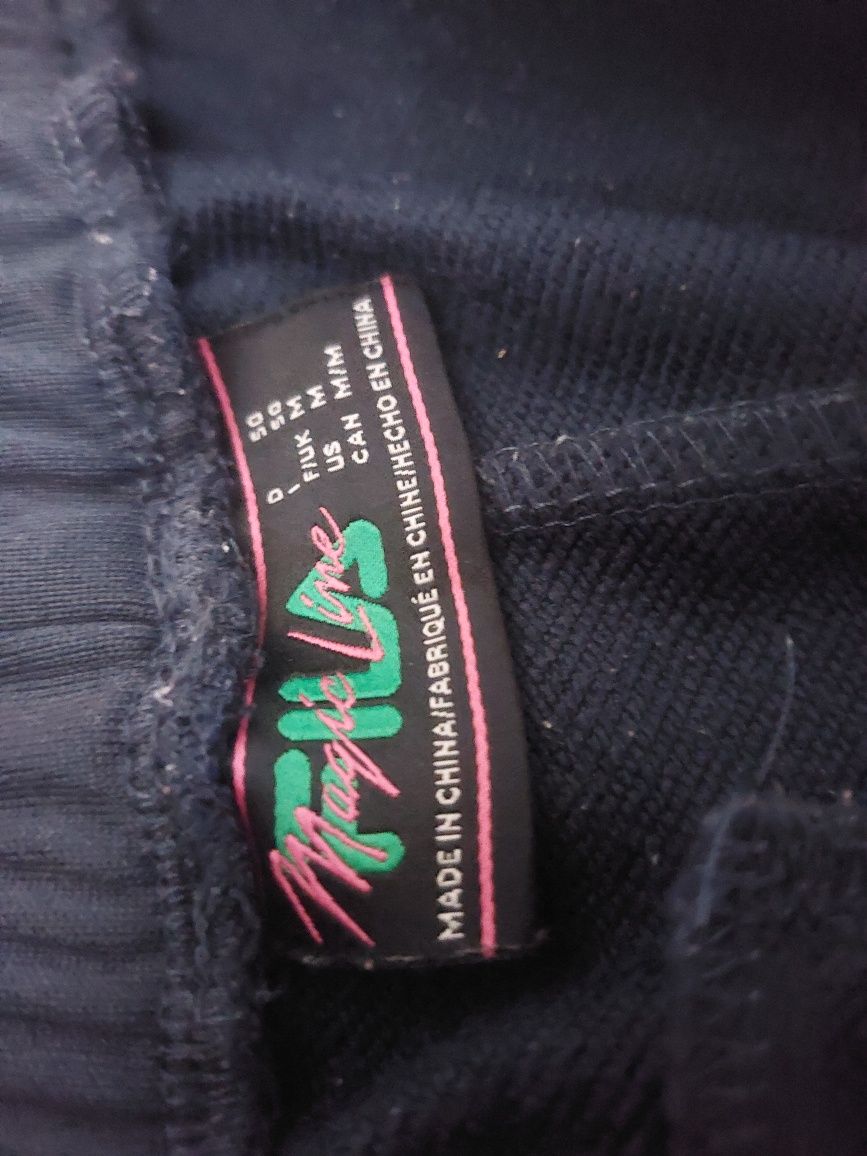 FILA
Magic Line
D 50
I 50
F/UK M
US M
CAN M/M
MADE IN CHINA/FABRIQUÉ EN CHINE/HECHO EN CHINA